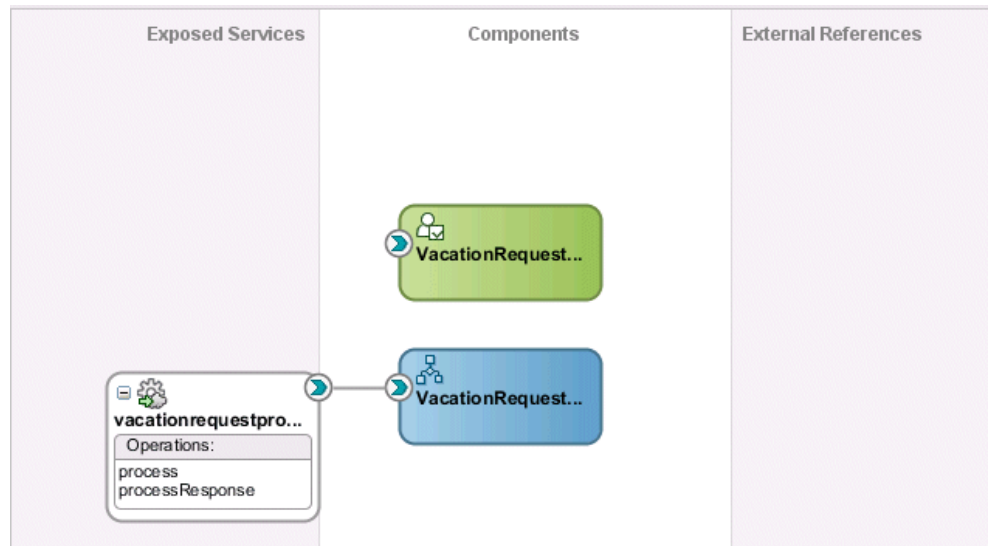 Exposed Services
Components
External References
VacationRequest...
VacationRequest...
vacationrequestpro...
Operations:
process
processResponse